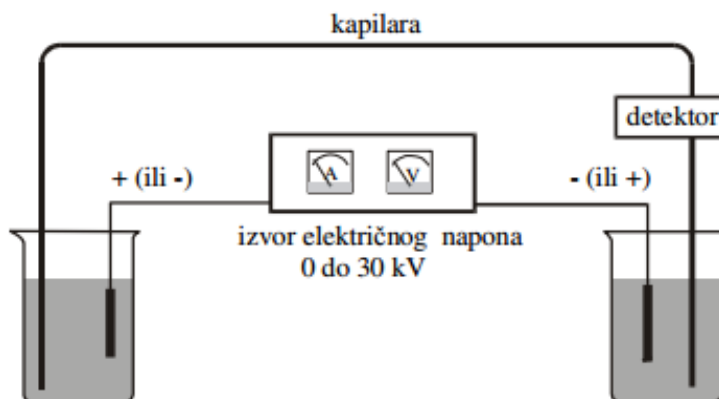 kapilara
detektor
+ (ili -)
A
V
- (ili +)
izvor električnog napona
0 do 30 kV